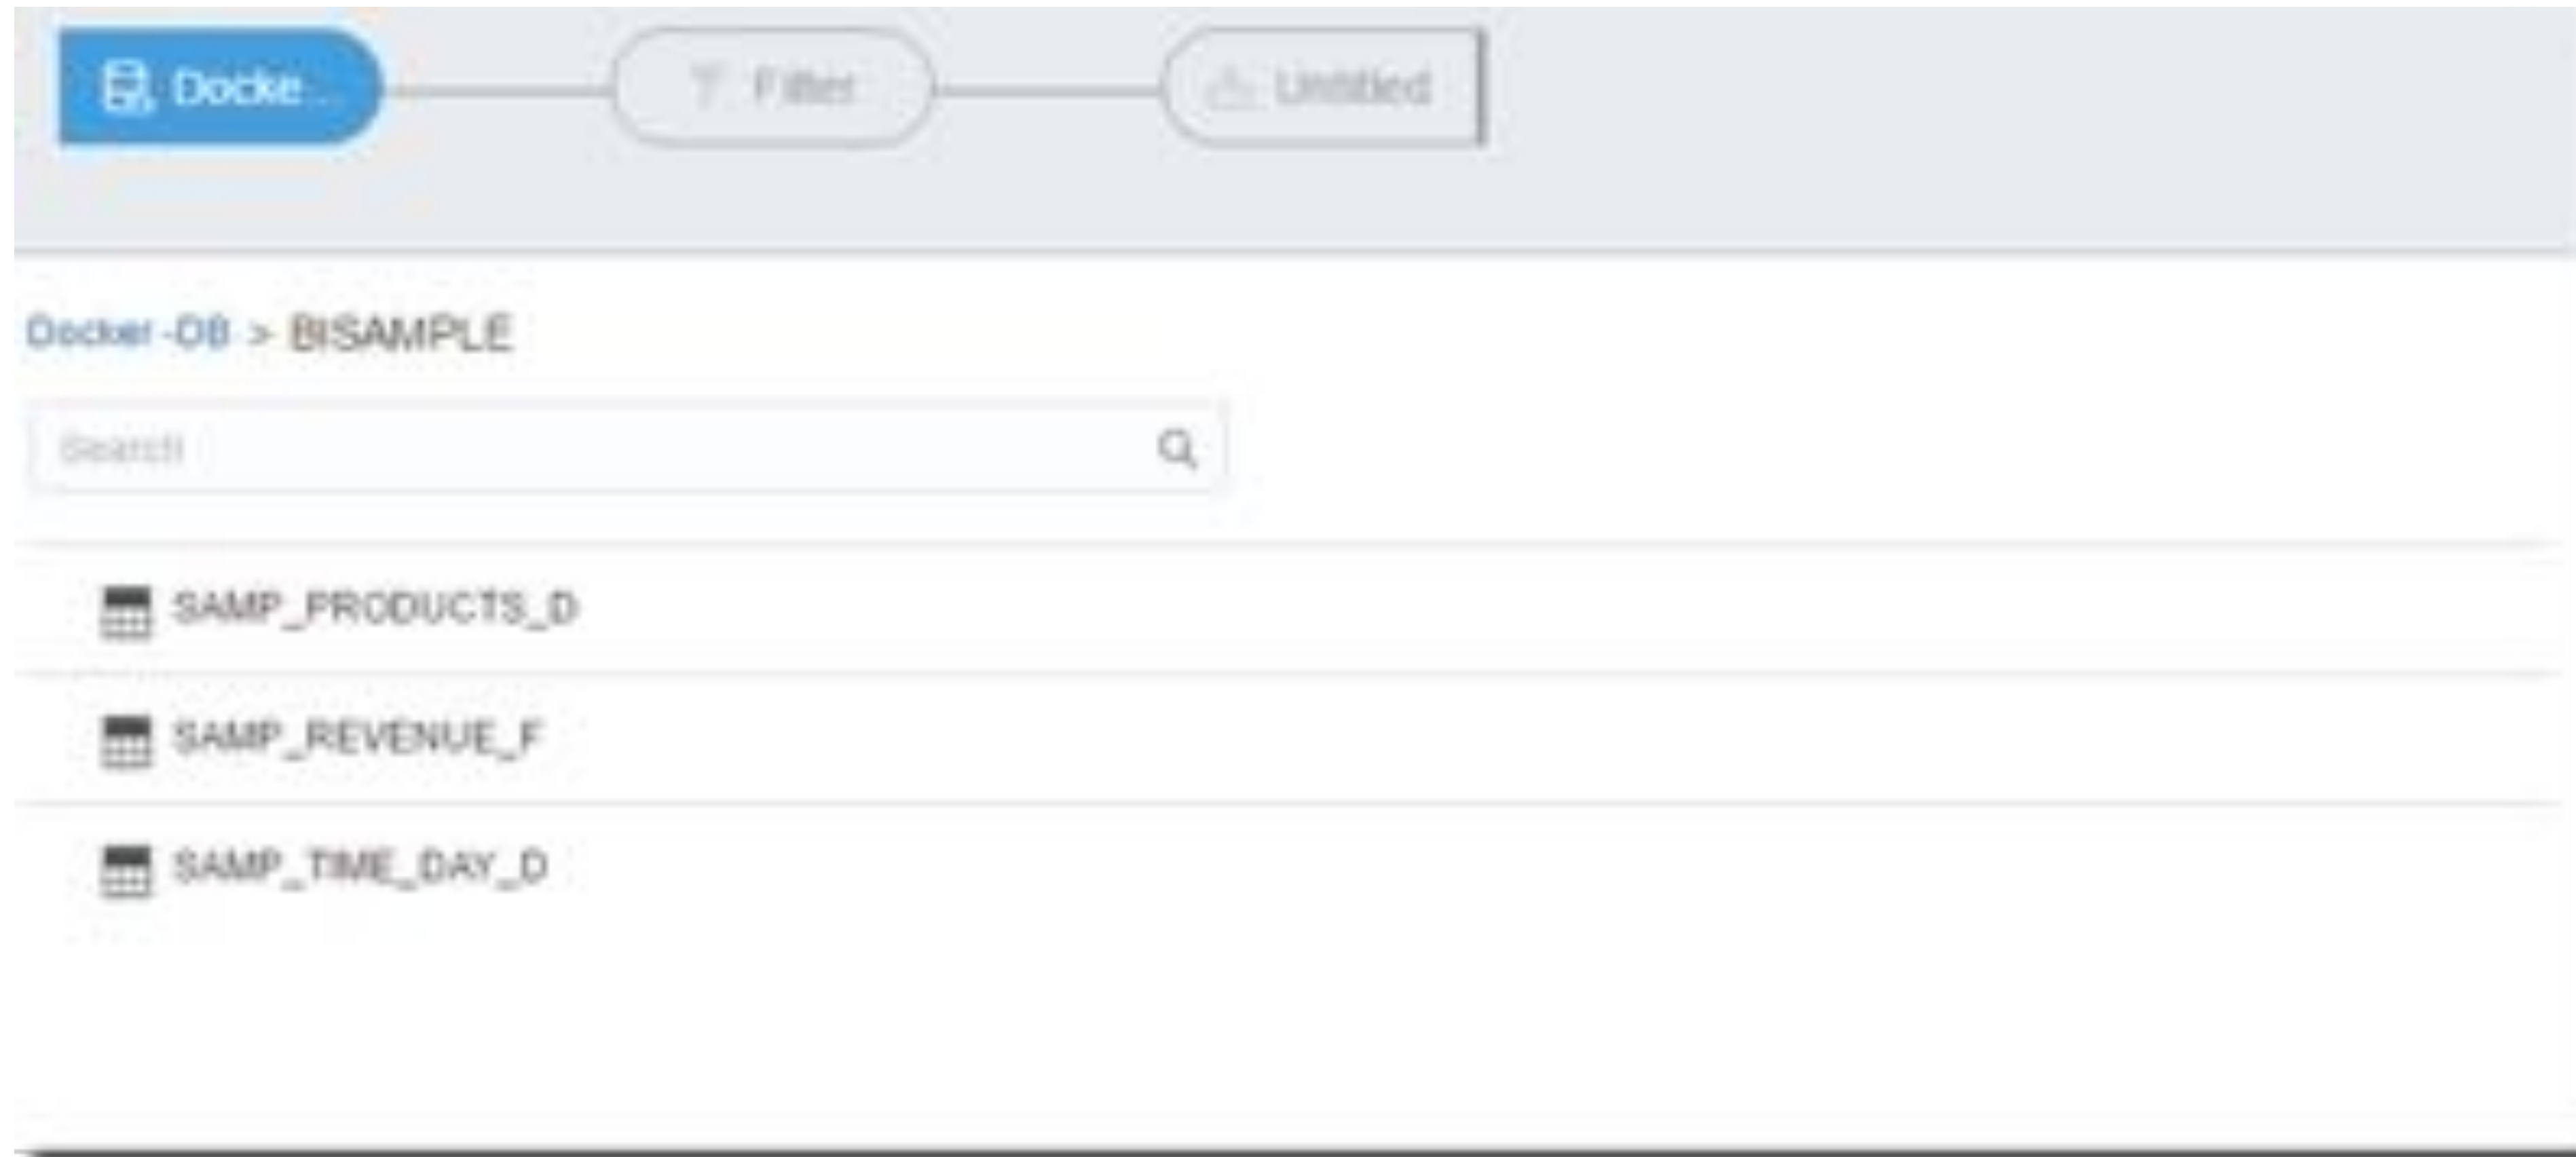 Docke...
Filter
Untitled
Docker-DB > BISAMPLE
Search
SAMP_PRODUCTS_D
SAMP_REVENUE_F
SAMP_TIME_DAY_D